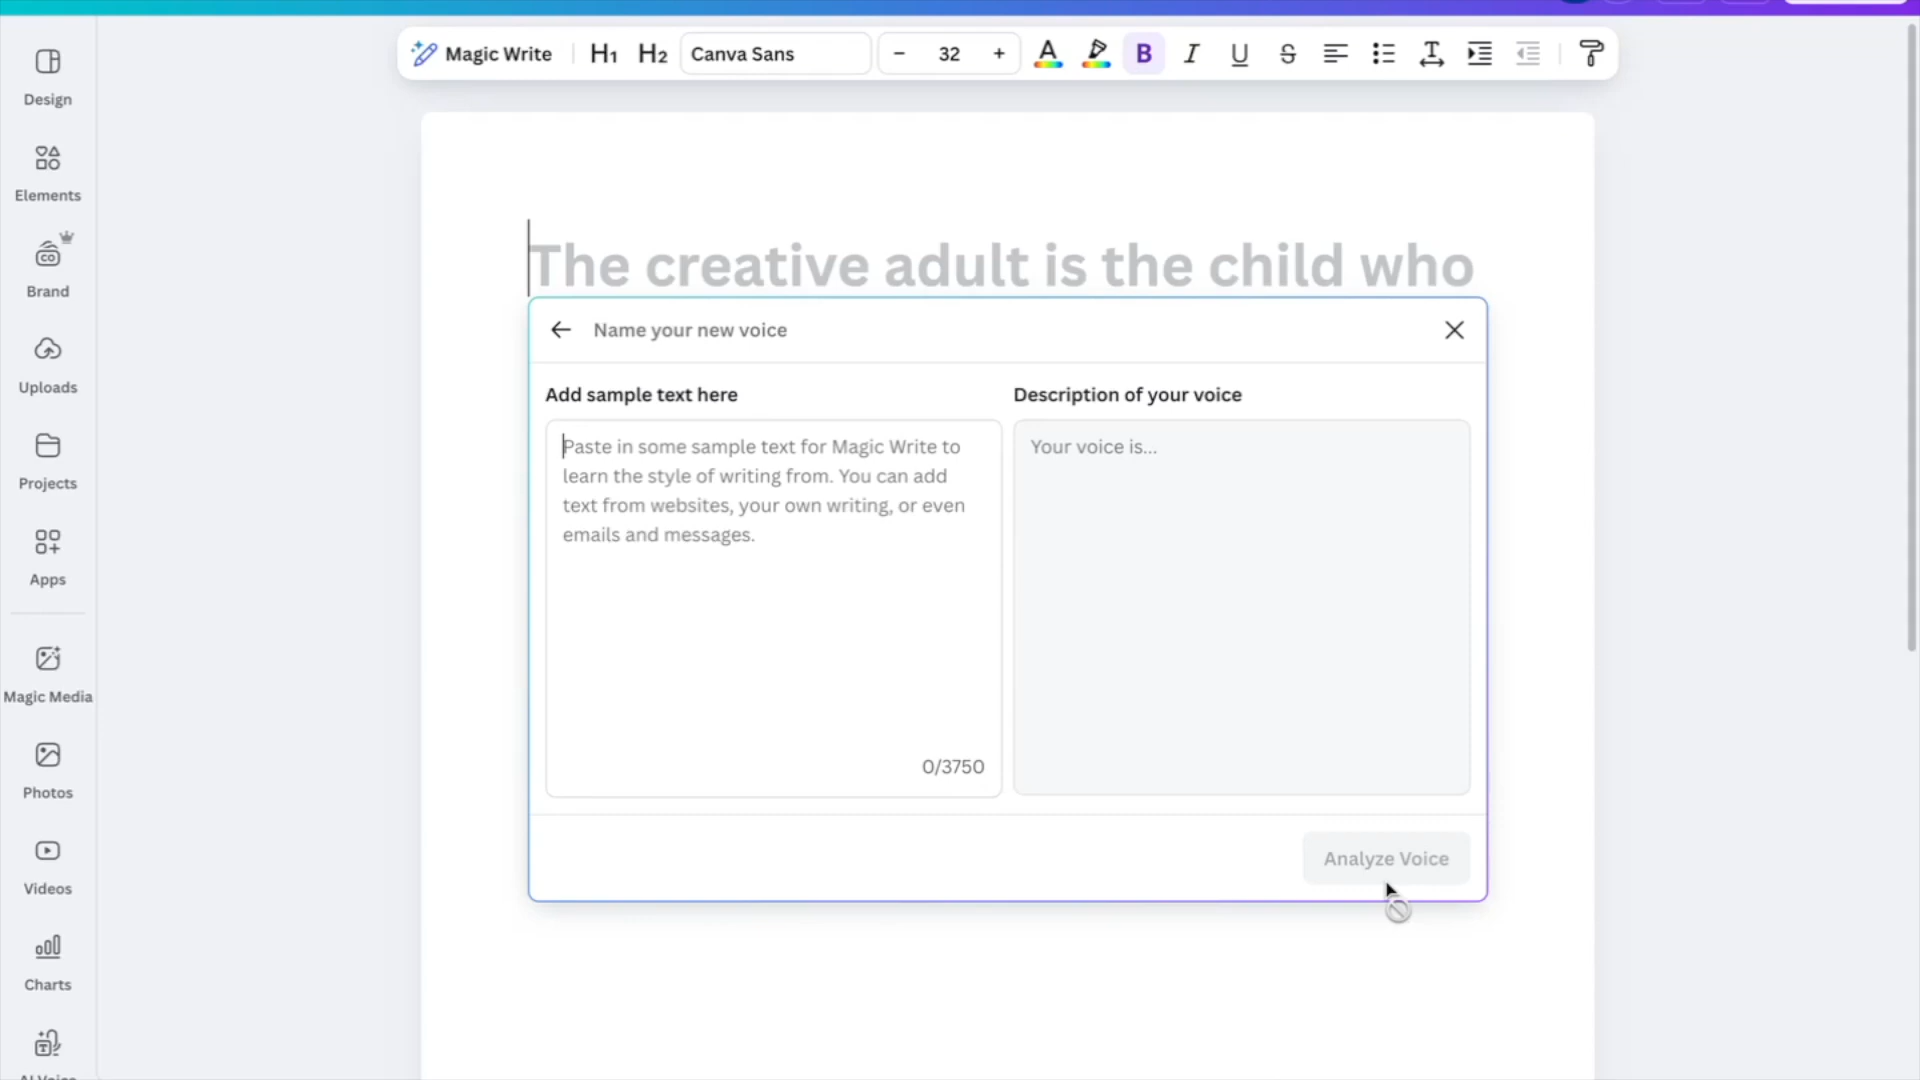 Magic Write H1 H2 Canva Sans − 32 + A B I U S T
Design
Elements
CO
Brand
Uploads
Projects
Apps
Magic Media
Photos
Videos
Charts
T
The creative adult is the child who
Name your new voice
Add sample text here
Paste in some sample text for Magic Write to
learn the style of writing from. You can add
text from websites, your own writing, or even
emails and messages.
0/3750
Description of your voice
Your voice is...
Analyze Voice